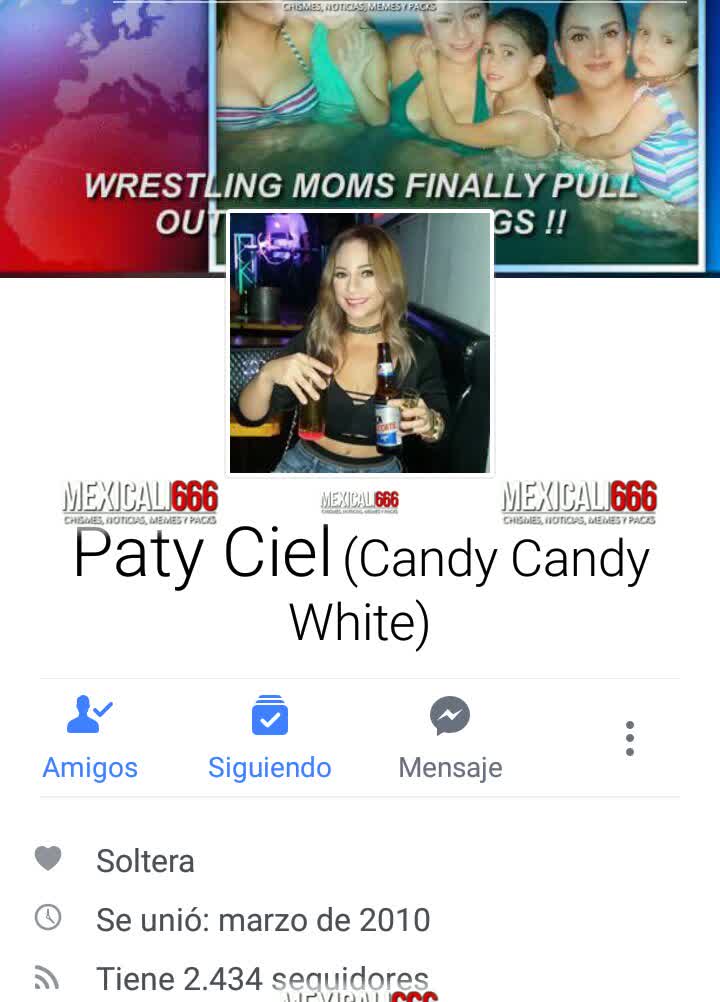 CHISMES, NOTICIAS, MEMES Y PACKS
WRESTLING MOMS FINALLY PULL
OUT GS !!
MEXICALI666
CHISMES, NOTICIAS, MEMES Y PACKS
MEXICALI666
CHISMES, NOTICIAS, MEMES Y PACKS
MEXICALI666
CHISMES, NOTICIAS, MEMES Y PACKS
Paty Ciel (Candy Candy
White)
Amigos
Siguiendo
Mensaje
Soltera
Se unió: marzo de 2010
Tiene 2.434 seguidores
MEXICALI666